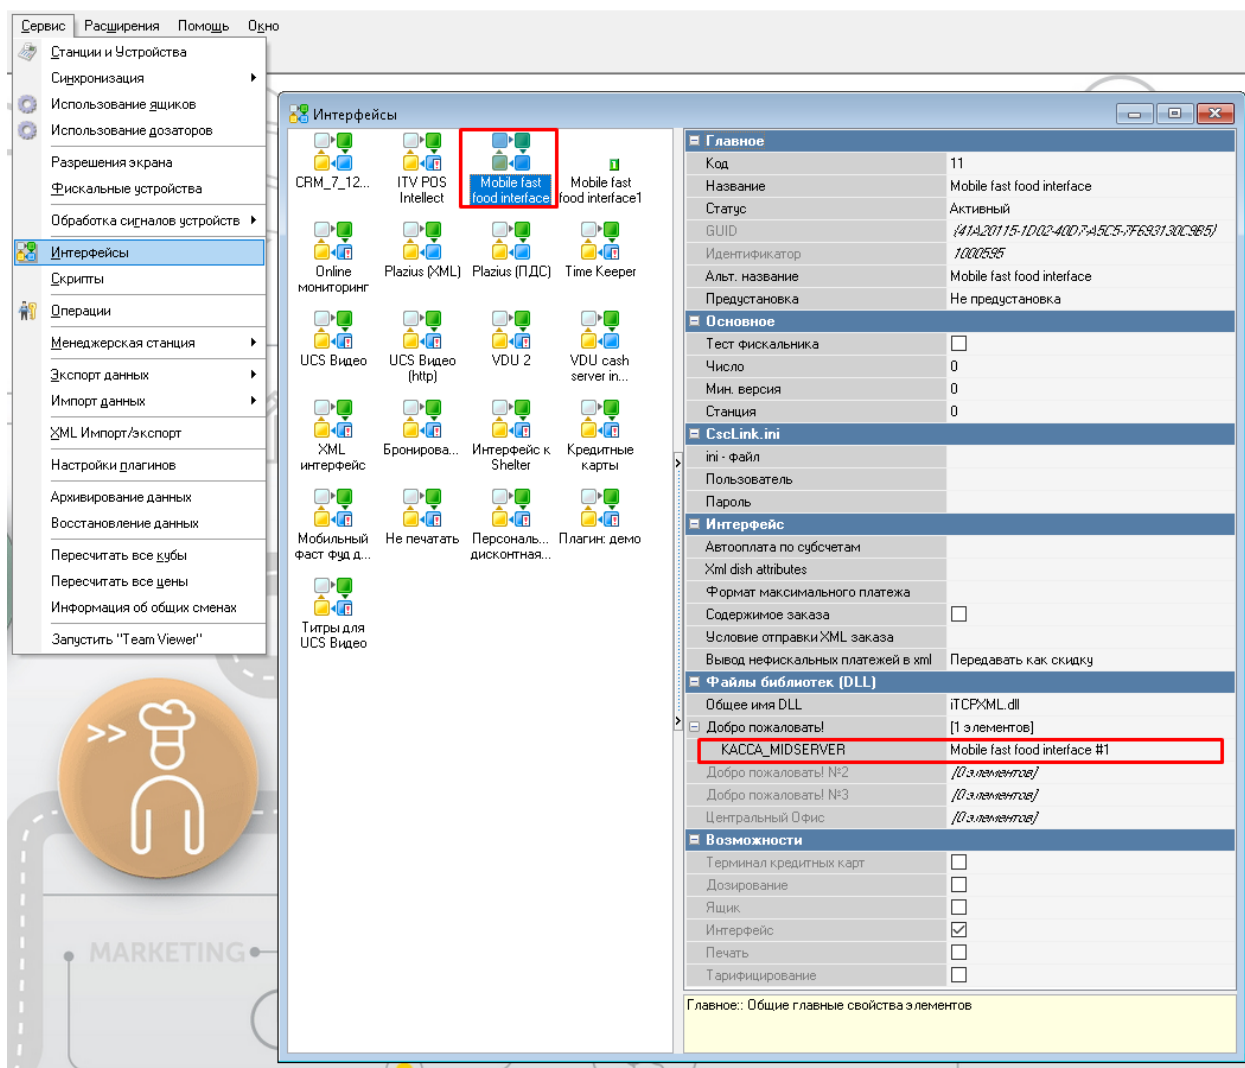 Сервис Расширения Помощь Окно
Станции и Устройства
Синхронизация
Использование ящиков
Использование дозаторов
Разрешения экрана
Фискальные устройства
Обработка сигналов устройств
Интерфейсы
Скрипты
Операции
Менеджерская станция
Экспорт данных
Импорт данных
XML Импорт/экспорт
Настройки плагинов
Архивирование данных
Восстановление данных
Пересчитать все кубы
Пересчитать все цены
Информация об общих сменах
Запустить "Team Viewer"
>>
MARKETING
Интерфейсы
CRM_7_12...
ITV POS
Intellect
Mobile fast
food interface
Mobile fast
food interface1
Online
мониторинг
Plazius (XML)
Plazius (ПДС)
Time Keeper
UCS Видео
UCS Видео
(http)
VDU 2
VDU cash
server in...
XML
интерфейс
Бронирова...
Интерфейс к
Shelter
Кредитные
карты
Мобильный
фаст фуд д...
Не печатать
Персональ...
дисконтная...
Плагин: демо
Титры для
UCS Видео
Главное
Код 11
Название Mobile fast food interface
Статус Активный
GUID {41A20115-1D02-40D7-A5C5-7F693130C9B5}
Идентификатор 1000595
Альт. название Mobile fast food interface
Предустановка Не предустановка
Основное
Тест фискальника
Число 0
Мин. версия 0
Станция 0
CscLink.ini
ini - файл
Пользователь
Пароль
Интерфейс
Автооплата по субсчетам
Xml dish attributes
Формат максимального платежа
Содержимое заказа
Условие отправки XML заказа
Вывод нефискальных платежей в xml Передавать как скидку
Файлы библиотек (DLL)
Общее имя DLL iTCPXML.dll
Добро пожаловать! [1 элементов]
KACCA_MIDSERVER Mobile fast food interface #1
Добро пожаловать! №2 [0 элементов]
Добро пожаловать! №3 [0 элементов]
Центральный Офис [0 элементов]
Возможности
Терминал кредитных карт
Дозирование
Ящик
Интерфейс
Печать
Тарифицирование
Главное:: Общие главные свойства элементов